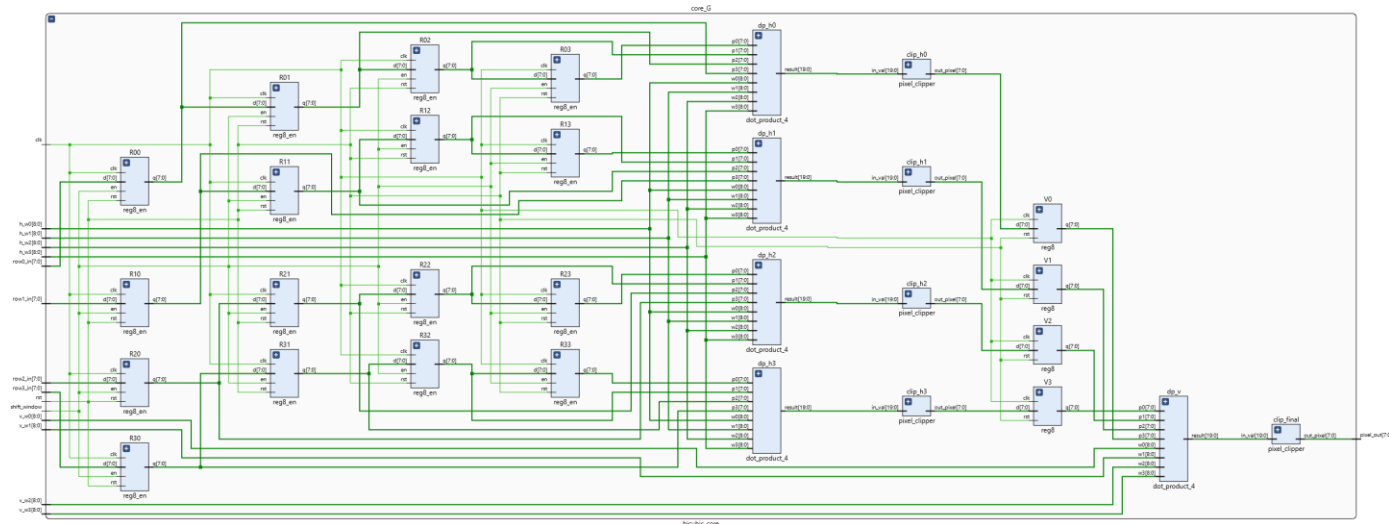 core_G
clk
h_w0[8:0]
h_w1[8:0]
h_w2[8:0]
h_w3[8:0]
row0_in[7:0]
row1_in[7:0]
row2_in[7:0]
row3_in[7:0]
rst
shift_window
v_w0[8:0]
v_w1[8:0]
v_w2[8:0]
v_w3[8:0]
R00
clk
d[7:0] q[7:0]
en
rst
reg8_en
R10
clk
d[7:0] q[7:0]
en
rst
reg8_en
R20
clk
d[7:0] q[7:0]
en
rst
reg8_en
R30
clk
d[7:0] q[7:0]
en
rst
reg8_en
R01
clk
d[7:0] q[7:0]
en
rst
reg8_en
R11
clk
d[7:0] q[7:0]
en
rst
reg8_en
R21
clk
d[7:0] q[7:0]
en
rst
reg8_en
R31
clk
d[7:0] q[7:0]
en
rst
reg8_en
R02
clk
d[7:0] q[7:0]
en
rst
reg8_en
R12
clk
d[7:0] q[7:0]
en
rst
reg8_en
R22
clk
d[7:0] q[7:0]
en
rst
reg8_en
R32
clk
d[7:0] q[7:0]
en
rst
reg8_en
R03
clk
d[7:0] q[7:0]
en
rst
reg8_en
R13
clk
d[7:0] q[7:0]
en
rst
reg8_en
R23
clk
d[7:0] q[7:0]
en
rst
reg8_en
R33
clk
d[7:0] q[7:0]
en
rst
reg8_en
dp_h0
p0[7:0]
p1[7:0]
p2[7:0]
p3[7:0] result[19:0]
w0[8:0]
w1[8:0]
w2[8:0]
w3[8:0]
dot_product_4
dp_h1
p0[7:0]
p1[7:0]
p2[7:0]
p3[7:0] result[19:0]
w0[8:0]
w1[8:0]
w2[8:0]
w3[8:0]
dot_product_4
dp_h2
p0[7:0]
p1[7:0]
p2[7:0]
p3[7:0] result[19:0]
w0[8:0]
w1[8:0]
w2[8:0]
w3[8:0]
dot_product_4
dp_h3
p0[7:0]
p1[7:0]
p2[7:0]
p3[7:0] result[19:0]
w0[8:0]
w1[8:0]
w2[8:0]
w3[8:0]
dot_product_4
clip_h0
in_val[19:0] out_pixel[7:0]
pixel_clipper
clip_h1
in_val[19:0] out_pixel[7:0]
pixel_clipper
clip_h2
in_val[19:0] out_pixel[7:0]
pixel_clipper
clip_h3
in_val[19:0] out_pixel[7:0]
pixel_clipper
V0
clk
d[7:0] q[7:0]
rst
reg8
V1
clk
d[7:0] q[7:0]
rst
reg8
V2
clk
d[7:0] q[7:0]
rst
reg8
V3
clk
d[7:0] q[7:0]
rst
reg8
dp_v
p0[7:0]
p1[7:0]
p2[7:0]
p3[7:0] result[19:0]
w0[8:0]
w1[8:0]
w2[8:0]
w3[8:0]
dot_product_4
clip_final
in_val[19:0] out_pixel[7:0]
pixel_clipper
bicubic_core